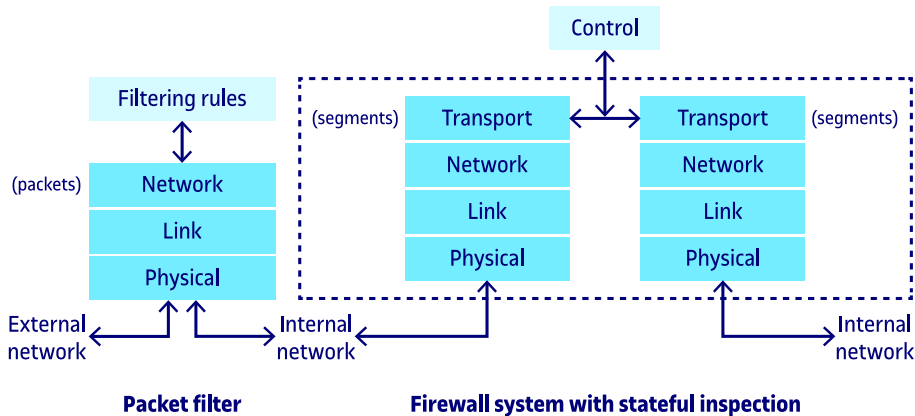 Control
Filtering rules
(segments)
Transport
Transport
(segments)
Network
Network
(packets)
Network
Link
Link
Link
Physical
Physical
Physical
External
network
Internal
network
Internal
network
Packet filter
Firewall system with stateful inspection